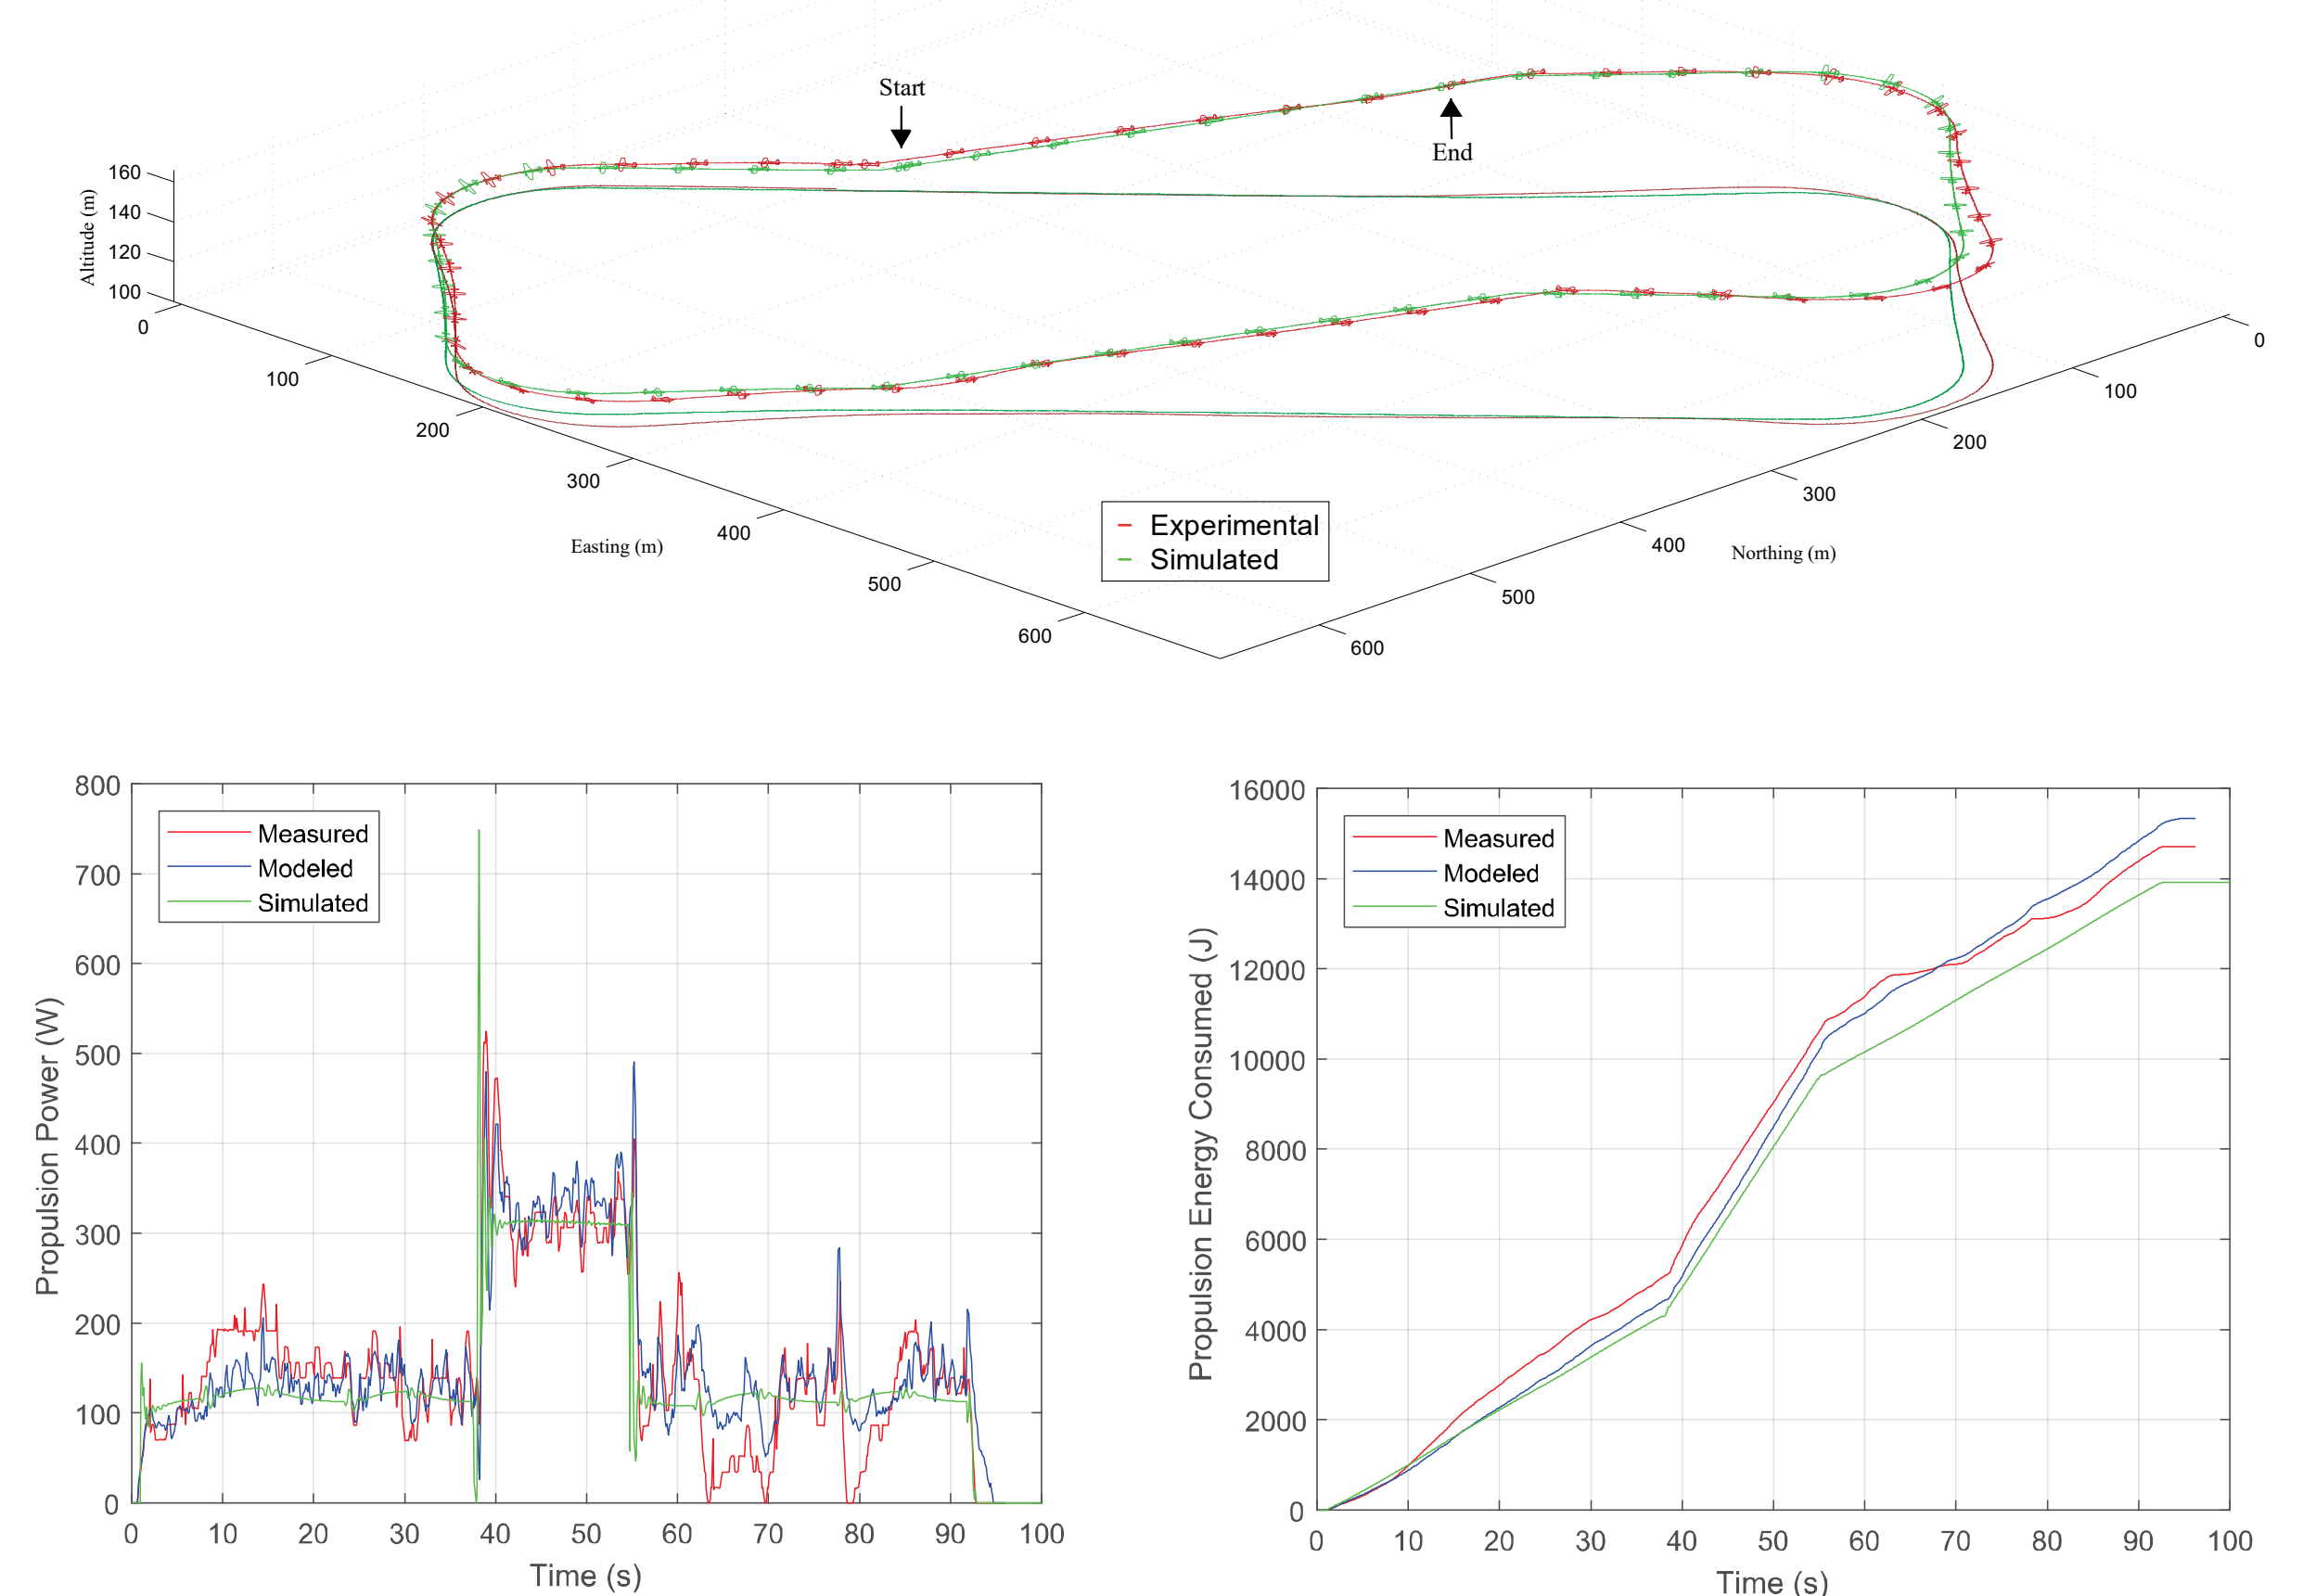 Start
End
160
140
120
100
Altitude (m)
0
100
200
300
400
500
600
Easting (m)
Experimental
Simulated
0
100
200
300
400
500
600
Northing (m)
800
700
600
500
400
300
200
100
0
Propulsion Power (W)
Measured
Modeled
Simulated
0 10 20 30 40 50 60 70 80 90 100
Time (s)
16000
14000
12000
10000
8000
6000
4000
2000
0
Propulsion Energy Consumed (J)
Measured
Modeled
Simulated
0 10 20 30 40 50 60 70 80 90 100
Time (s)